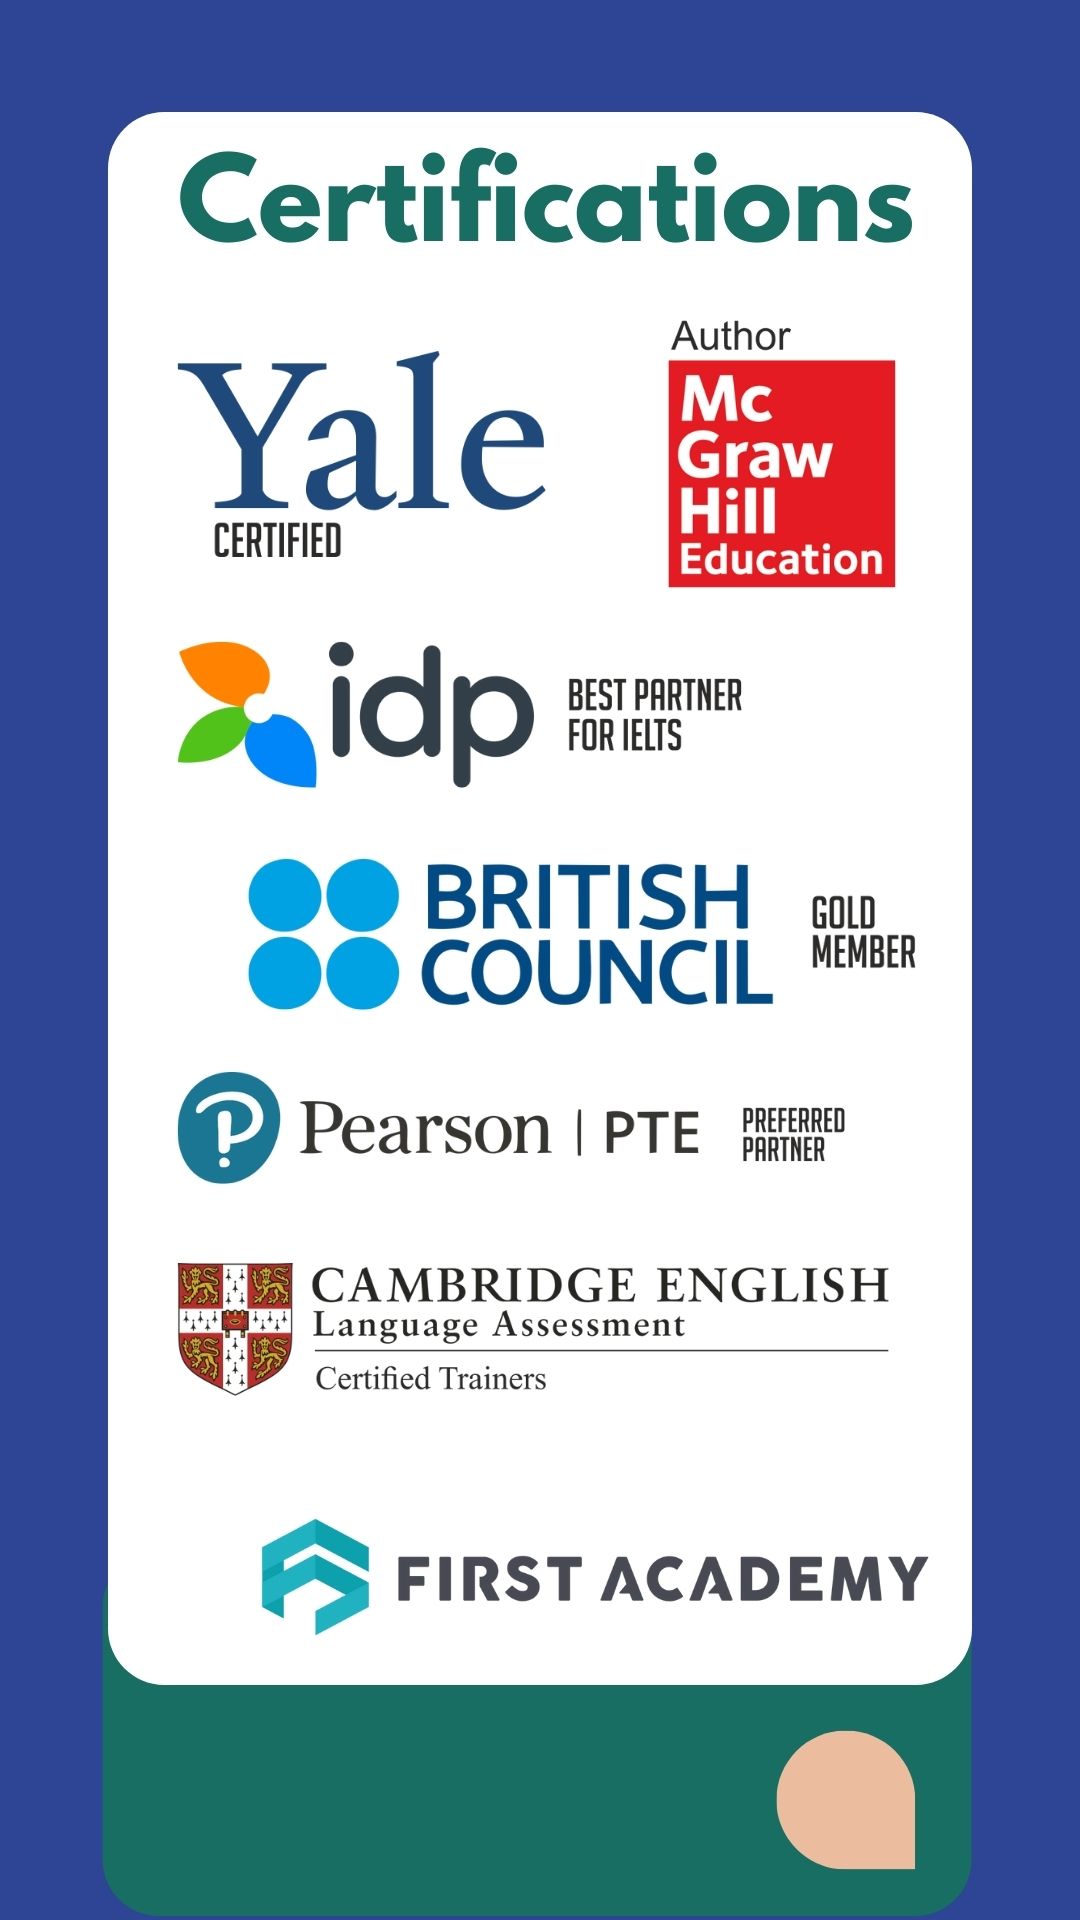 Certifications
Yale
CERTIFIED
Author
Mc
Graw
Hill
Education
idp
BEST PARTNER
FOR IELTS
BRITISH
COUNCIL
GOLD
MEMBER
Pearson | PTE
PREFERRED
PARTNER
CAMBRIDGE ENGLISH
Language Assessment
Certified Trainers
FIRST ACADEMY